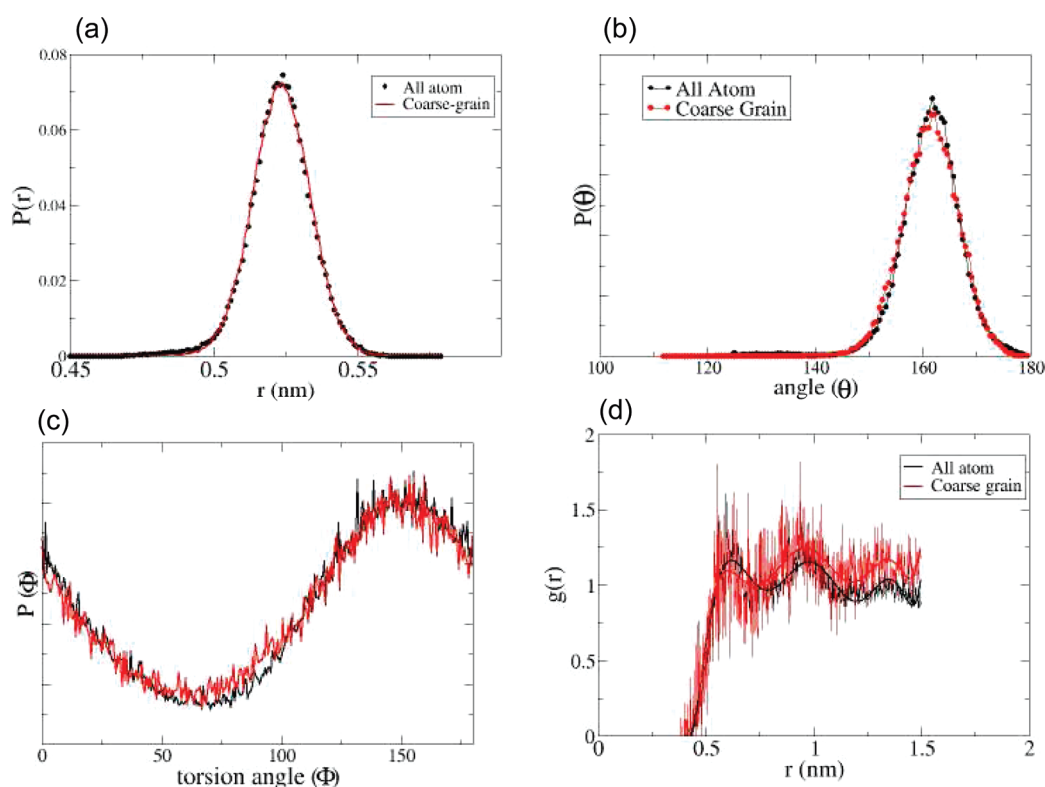 (a)
0.08
0.06
0.04
0.02
0
P(r)
All atom
Coarse-grain
0.45
0.5
0.55
r (nm)
(b)
P(θ)
All Atom
Coarse Grain
100
120
140
160
180
angle (θ)
(c)
P (Φ)
0
50
100
150
torsion angle (Φ)
(d)
2
1.5
1
0.5
0
g(r)
All atom
Coarse grain
0
0.5
1
1.5
2
r (nm)